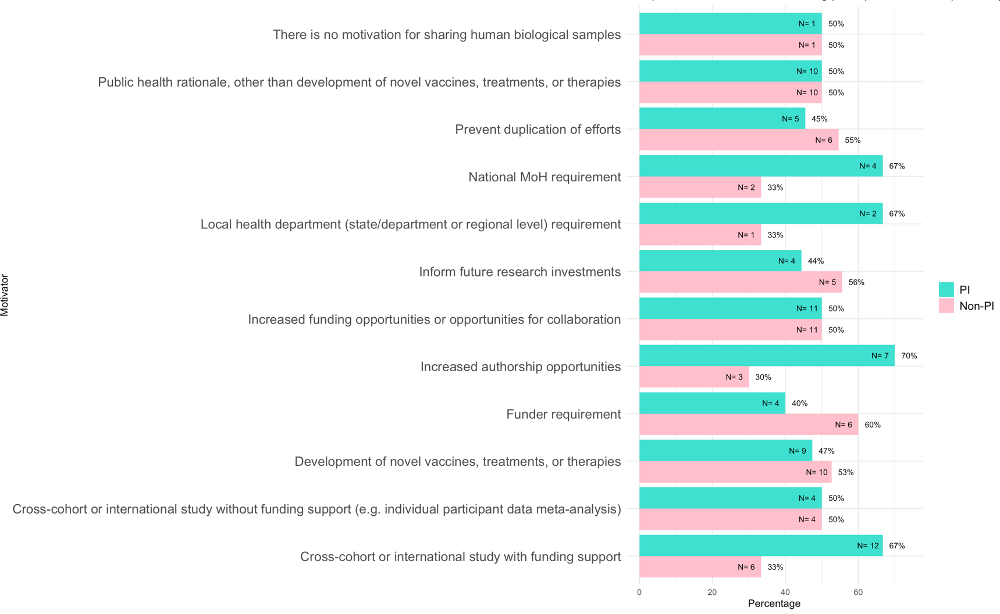 There is no motivation for sharing human biological samples
N= 1 50%
N= 1 50%
Public health rationale, other than development of novel vaccines, treatments, or therapies
N= 10 50%
N= 10 50%
Prevent duplication of efforts
N= 5 45%
N= 6 55%
National MoH requirement
N= 4 67%
N= 2 33%
Local health department (state/department or regional level) requirement
N= 2 67%
N= 1 33%
Inform future research investments
N= 4 44%
N= 5 56%
Increased funding opportunities or opportunities for collaboration
N= 11 50%
N= 11 50%
Increased authorship opportunities
N= 7 70%
N= 3 30%
Funder requirement
N= 4 40%
N= 6 60%
Development of novel vaccines, treatments, or therapies
N= 9 47%
N= 10 53%
Cross-cohort or international study without funding support (e.g. individual participant data meta-analysis)
N= 4 50%
N= 4 50%
Cross-cohort or international study with funding support
N= 12 67%
N= 6 33%
0 20 40 60
Percentage
Motivator
PI
Non-PI